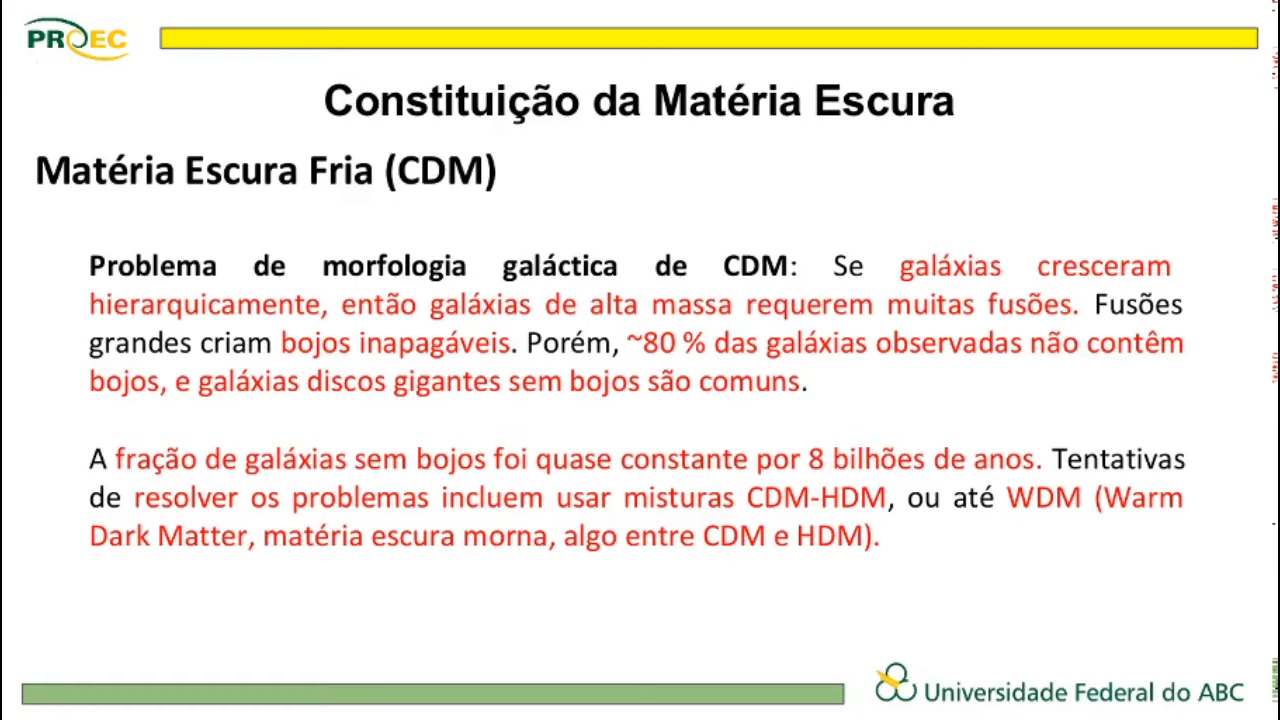 PROEC
Constituição da Matéria Escura
Matéria Escura Fria (CDM)
Problema de morfologia galáctica de CDM: Se galáxias cresceram
hierarquicamente, então galáxias de alta massa requerem muitas fusões. Fusões
grandes criam bojos inapagáveis. Porém, ~80 % das galáxias observadas não contêm
bojos, e galáxias discos gigantes sem bojos são comuns.
A fração de galáxias sem bojos foi quase constante por 8 bilhões de anos. Tentativas
de resolver os problemas incluem usar misturas CDM-HDM, ou até WDM (Warm
Dark Matter, matéria escura morna, algo entre CDM e HDM).
Universidade Federal do ABC